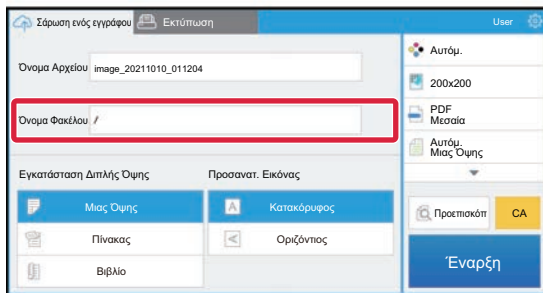 Σάρωση ενός εγγράφου
Εκτύπωση
User
Όνομα Αρχείου
image_20211010_011204
Όνομα Φακέλου
/
Εγκατάσταση Διπλής Όψης
Προσανατ. Εικόνας
Μιας Όψης
Πίνακας
Βιβλίο
A
Κατακόρυφος
Οριζόντιος
Αυτόμ.
200x200
PDF
Μεσαία
Αυτόμ.
Μιας Όψης
Προεπισκόπ
CA
Έναρξη